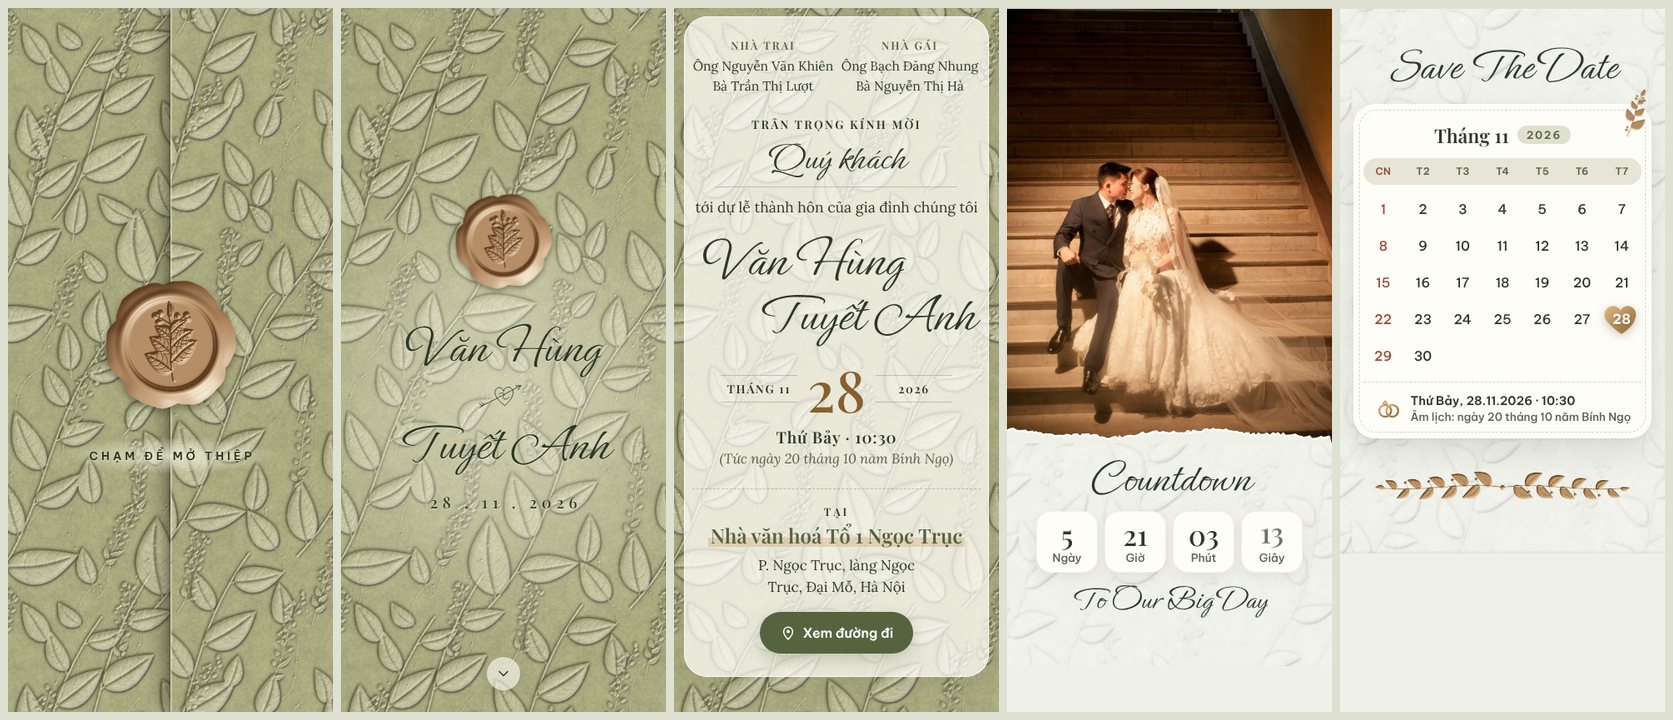 CHẠM ĐỂ MỞ THIỆP
Văn Hùng
Tuyết Anh
28 . 11 . 2026
NHÀ TRAI
Ông Nguyễn Văn Khiên
Bà Trần Thị Lượt
NHÀ GÁI
Ông Bạch Đăng Nhung
Bà Nguyễn Thị Hà
TRÂN TRỌNG KÍNH MỜI
Quý khách
tới dự lễ thành hôn của gia đình chúng tôi
Văn Hùng
Tuyết Anh
THÁNG 11 28 2026
Thứ Bảy · 10:30
(Tức ngày 20 tháng 10 năm Bính Ngọ)
TẠI
Nhà văn hoá Tổ 1 Ngọc Trục
P. Ngọc Trục, làng Ngọc
Trục, Đại Mỗ, Hà Nội
Xem đường đi
Countdown
5 21 03 13
Ngày Giờ Phút Giây
To Our Big Day
Save The Date
Tháng 11 2026
CN T2 T3 T4 T5 T6 T7
1 2 3 4 5 6 7
8 9 10 11 12 13 14
15 16 17 18 19 20 21
22 23 24 25 26 27 28
29 30
Thứ Bảy, 28.11.2026 · 10:30
Âm lịch: ngày 20 tháng 10 năm Bính Ngọ